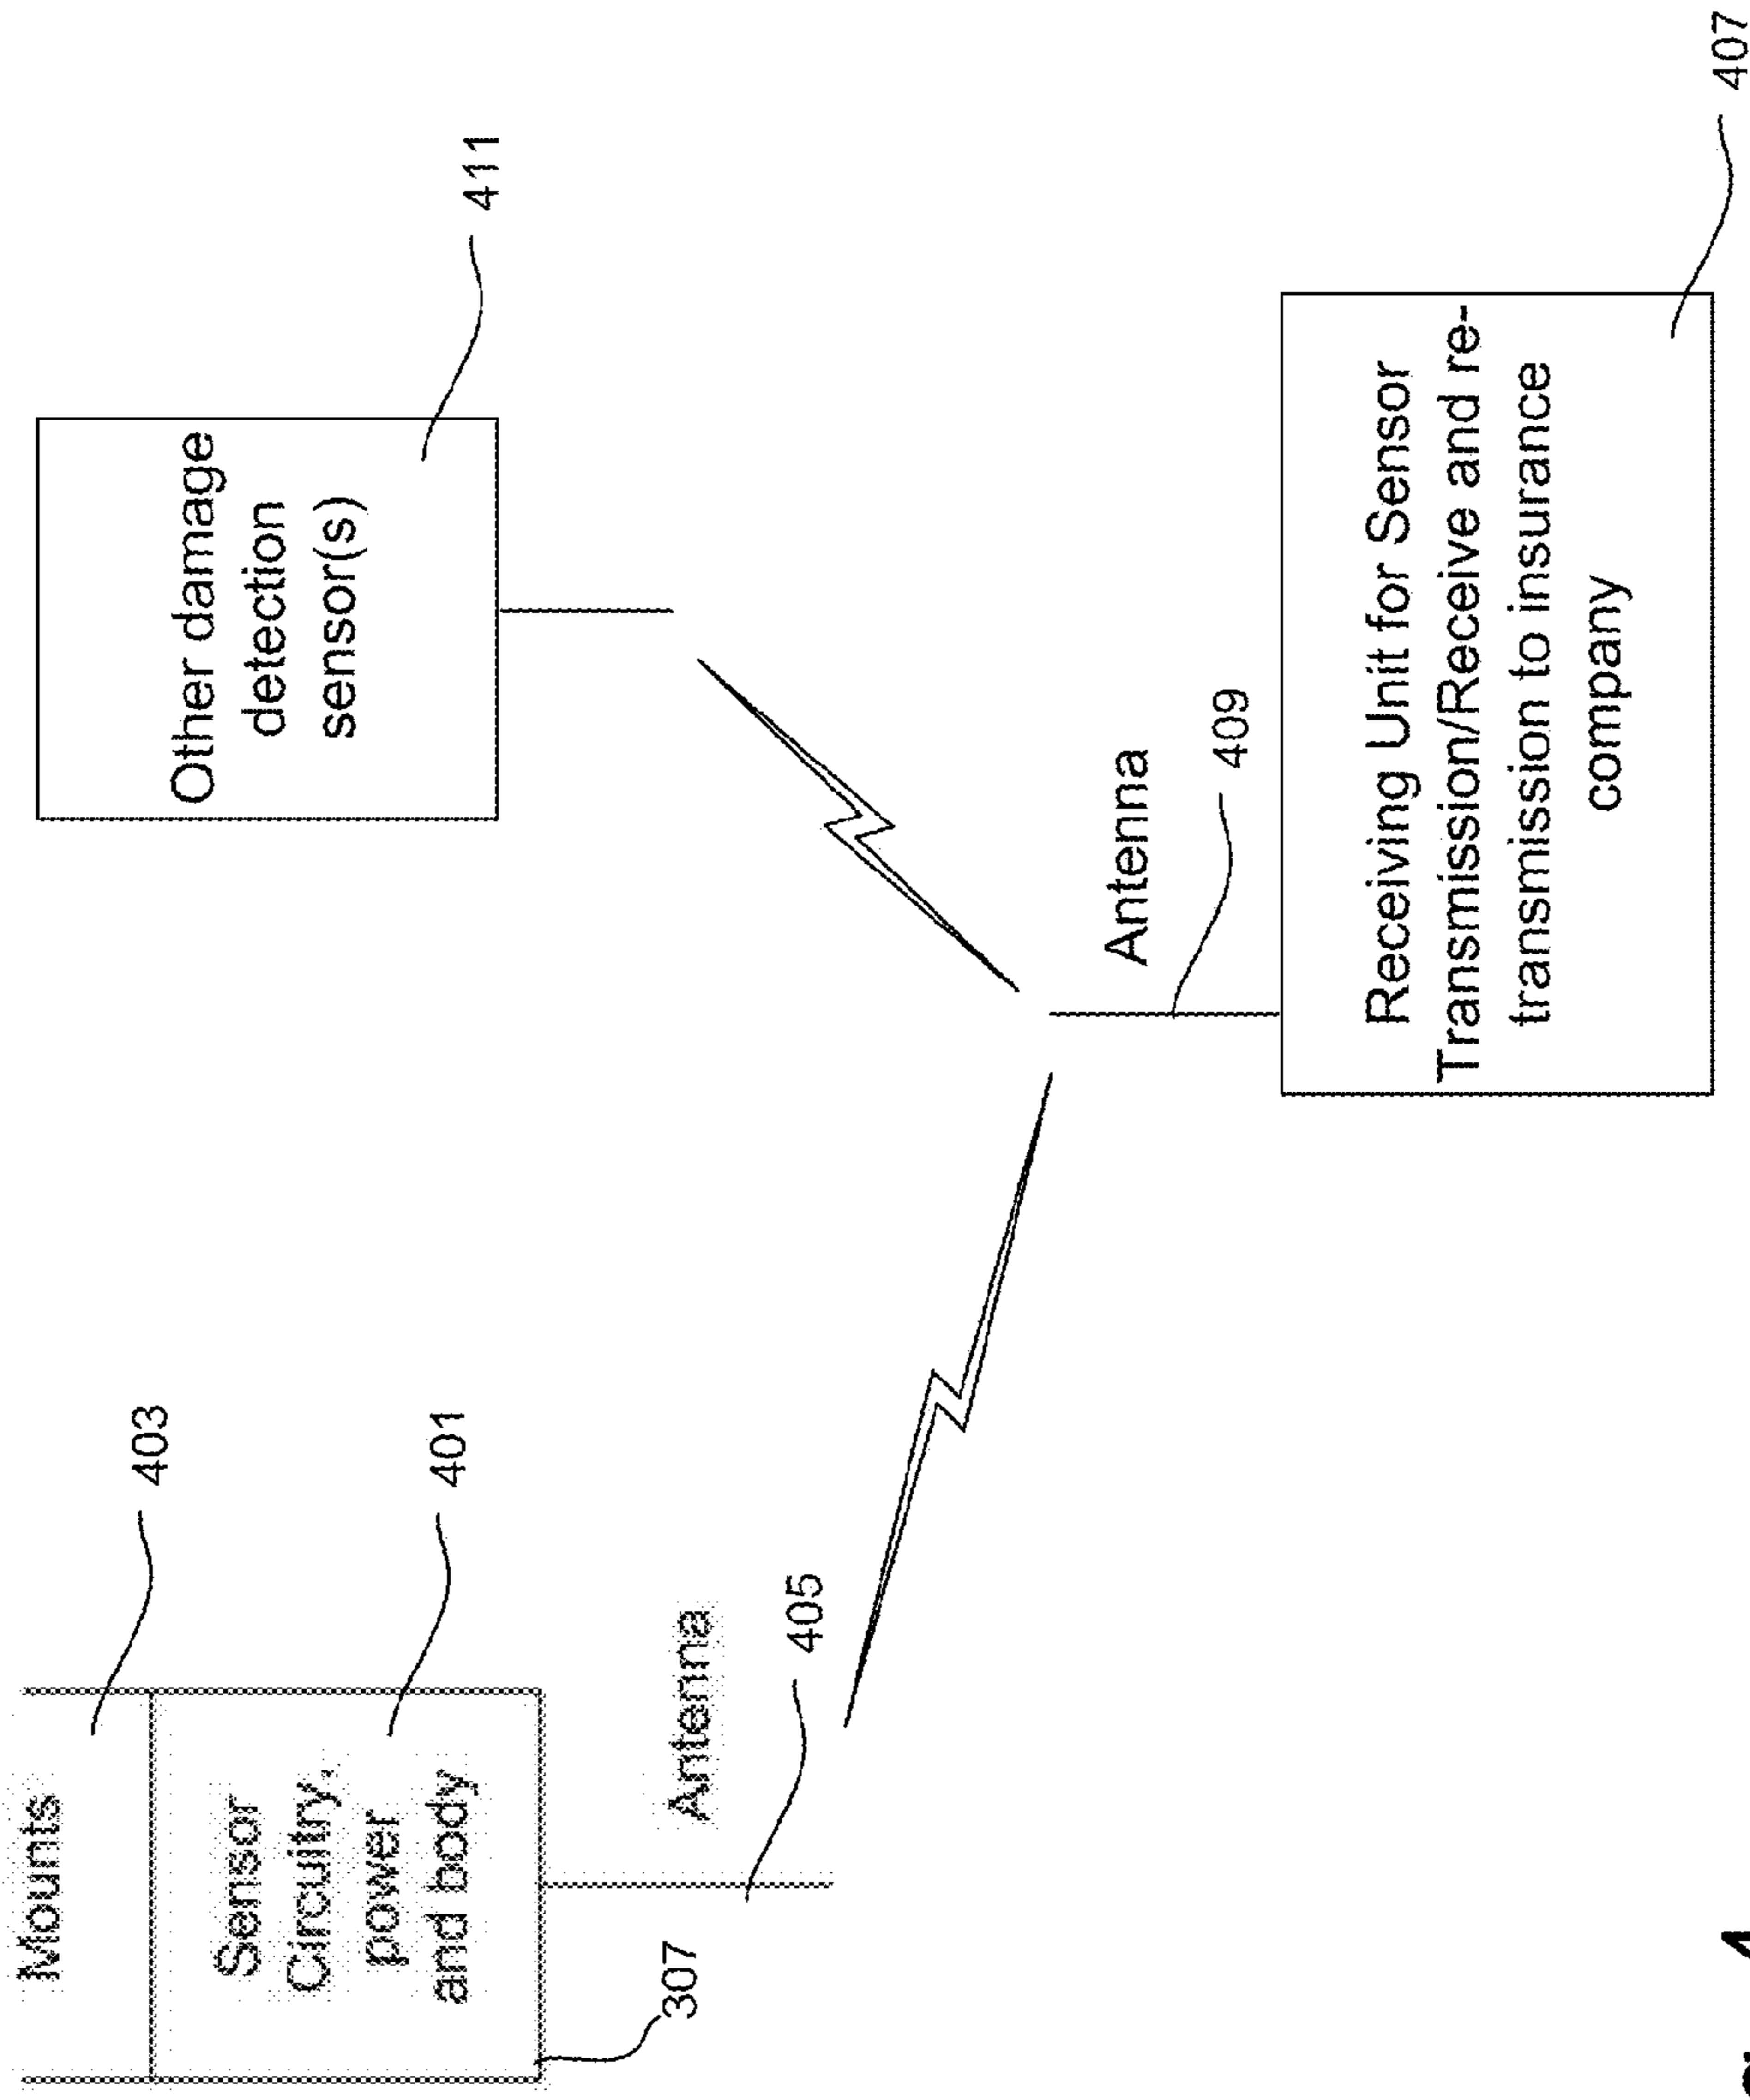 Mounts
403
Sensor
Circuitry,
power
and body
401
307
Antenna
405
Other damage
detection
sensor(s)
411
Antenna
409
Receiving Unit for Sensor
Transmission/Receive and re-
transmission to insurance
company
407